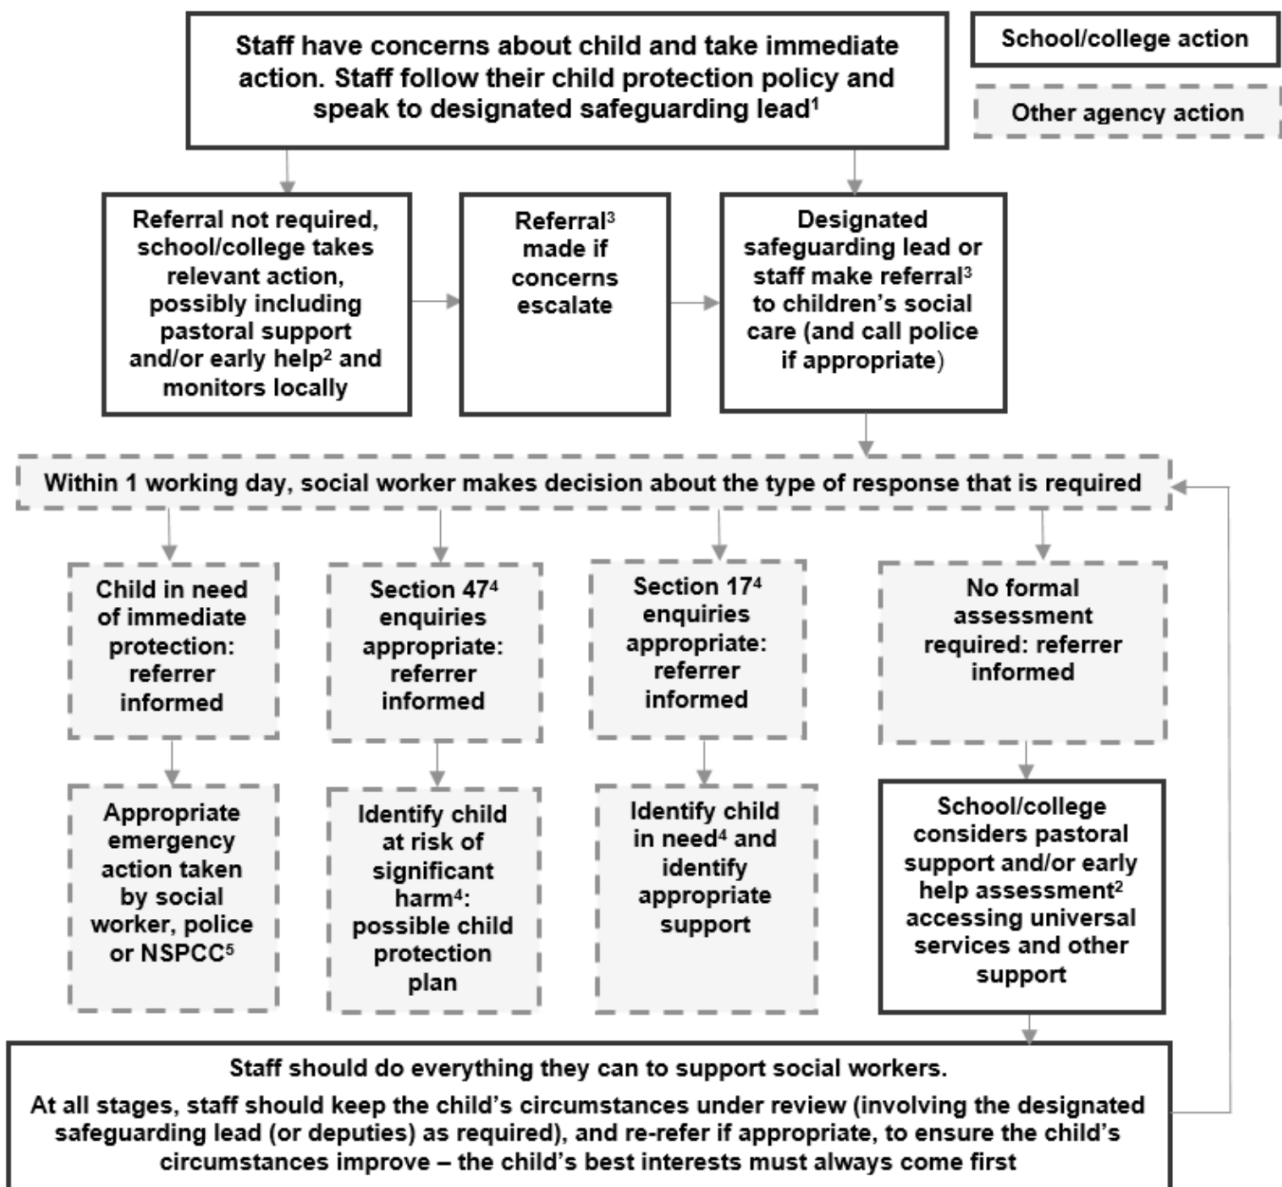 Staff have concerns about child and take immediate
action. Staff follow their child protection policy and
speak to designated safeguarding lead¹
School/college action
Other agency action
Referral not required,
school/college takes
relevant action,
possibly including
pastoral support
and/or early help² and
monitors locally
Referral³
made if
concerns
escalate
Designated
safeguarding lead or
staff make referral³
to children’s social
care (and call police
if appropriate)
Within 1 working day, social worker makes decision about the type of response that is required
Child in need
of immediate
protection:
referrer
informed
Section 47⁴
enquiries
appropriate:
referrer
informed
Section 17⁴
enquiries
appropriate:
referrer
informed
No formal
assessment
required: referrer
informed
Appropriate
emergency
action taken
by social
worker, police
or NSPCC⁵
Identify child
at risk of
significant
harm⁴:
possible child
protection
plan
Identify child
in need⁴ and
identify
appropriate
support
School/college
considers pastoral
support and/or early
help assessment²
accessing universal
services and other
support
Staff should do everything they can to support social workers.
At all stages, staff should keep the child’s circumstances under review (involving the designated
safeguarding lead (or deputies) as required), and re-refer if appropriate, to ensure the child’s
circumstances improve – the child’s best interests must always come first